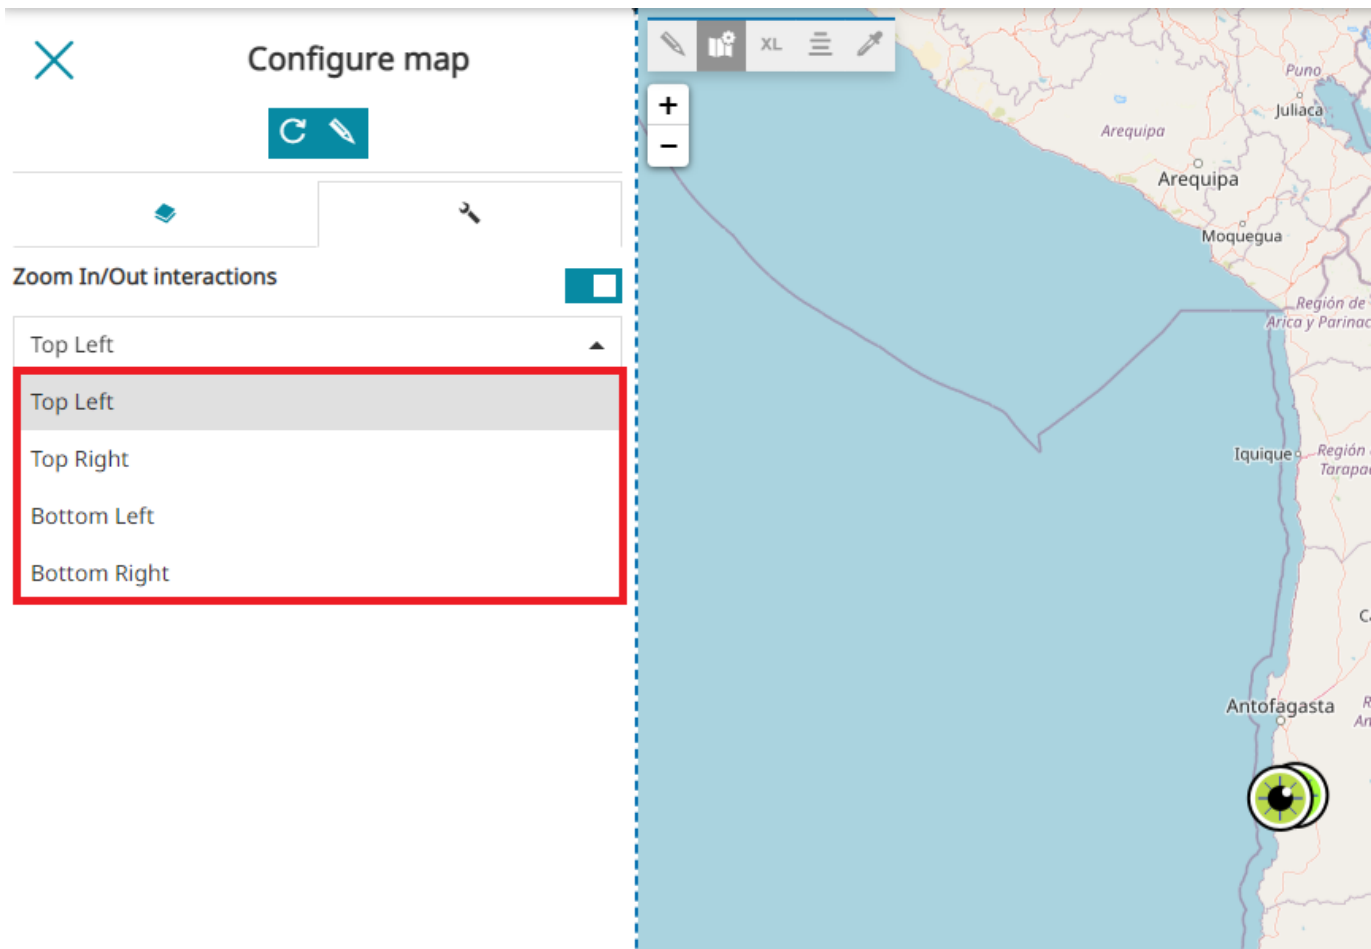 Configure map
Zoom In/Out interactions
Top Left
Top Left
Top Right
Bottom Left
Bottom Right
XL
+
−
Puno
Juliaca
Arequipa
Arequipa
Moquegua
Región de
Arica y Parinac
Iquique
Región
Tarapa
Antofagasta